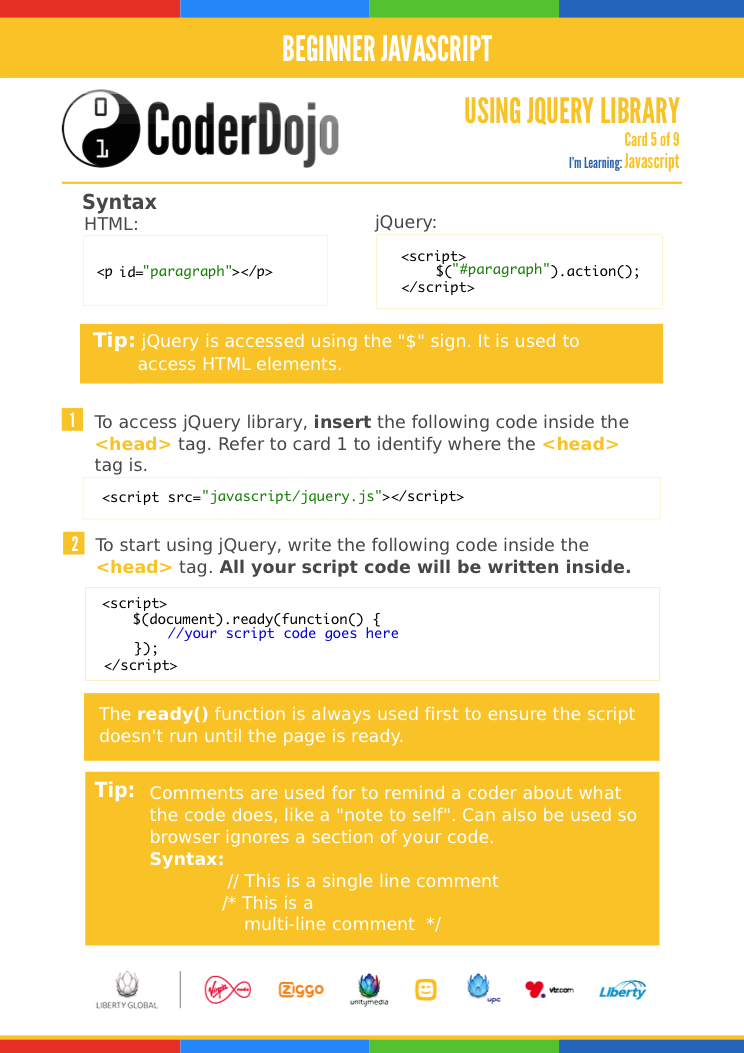 BEGINNER JAVASCRIPT
0
1
CoderDojo
USING JQUERY LIBRARY
Card 5 of 9
I'm Learning: Javascript
Syntax
HTML:
<p id="paragraph"></p>
jQuery:
<script>
$("#paragraph").action();
</script>
Tip: jQuery is accessed using the "$" sign. It is used to
access HTML elements.
1 To access jQuery library, insert the following code inside the
<head> tag. Refer to card 1 to identify where the <head>
tag is.
<script src="javascript/jquery.js"></script>
2 To start using jQuery, write the following code inside the
<head> tag. All your script code will be written inside.
<script>
$(document).ready(function() {
//your script code goes here
});
</script>
The ready() function is always used first to ensure the script
doesn't run until the page is ready.
Tip: Comments are used for to remind a coder about what
the code does, like a "note to self". Can also be used so
browser ignores a section of your code.
Syntax:
// This is a single line comment
/* This is a
multi-line comment */
LIBERTY GLOBAL
Virgin media
Ziggo
unitymedia
upc
vtr.com
Liberty